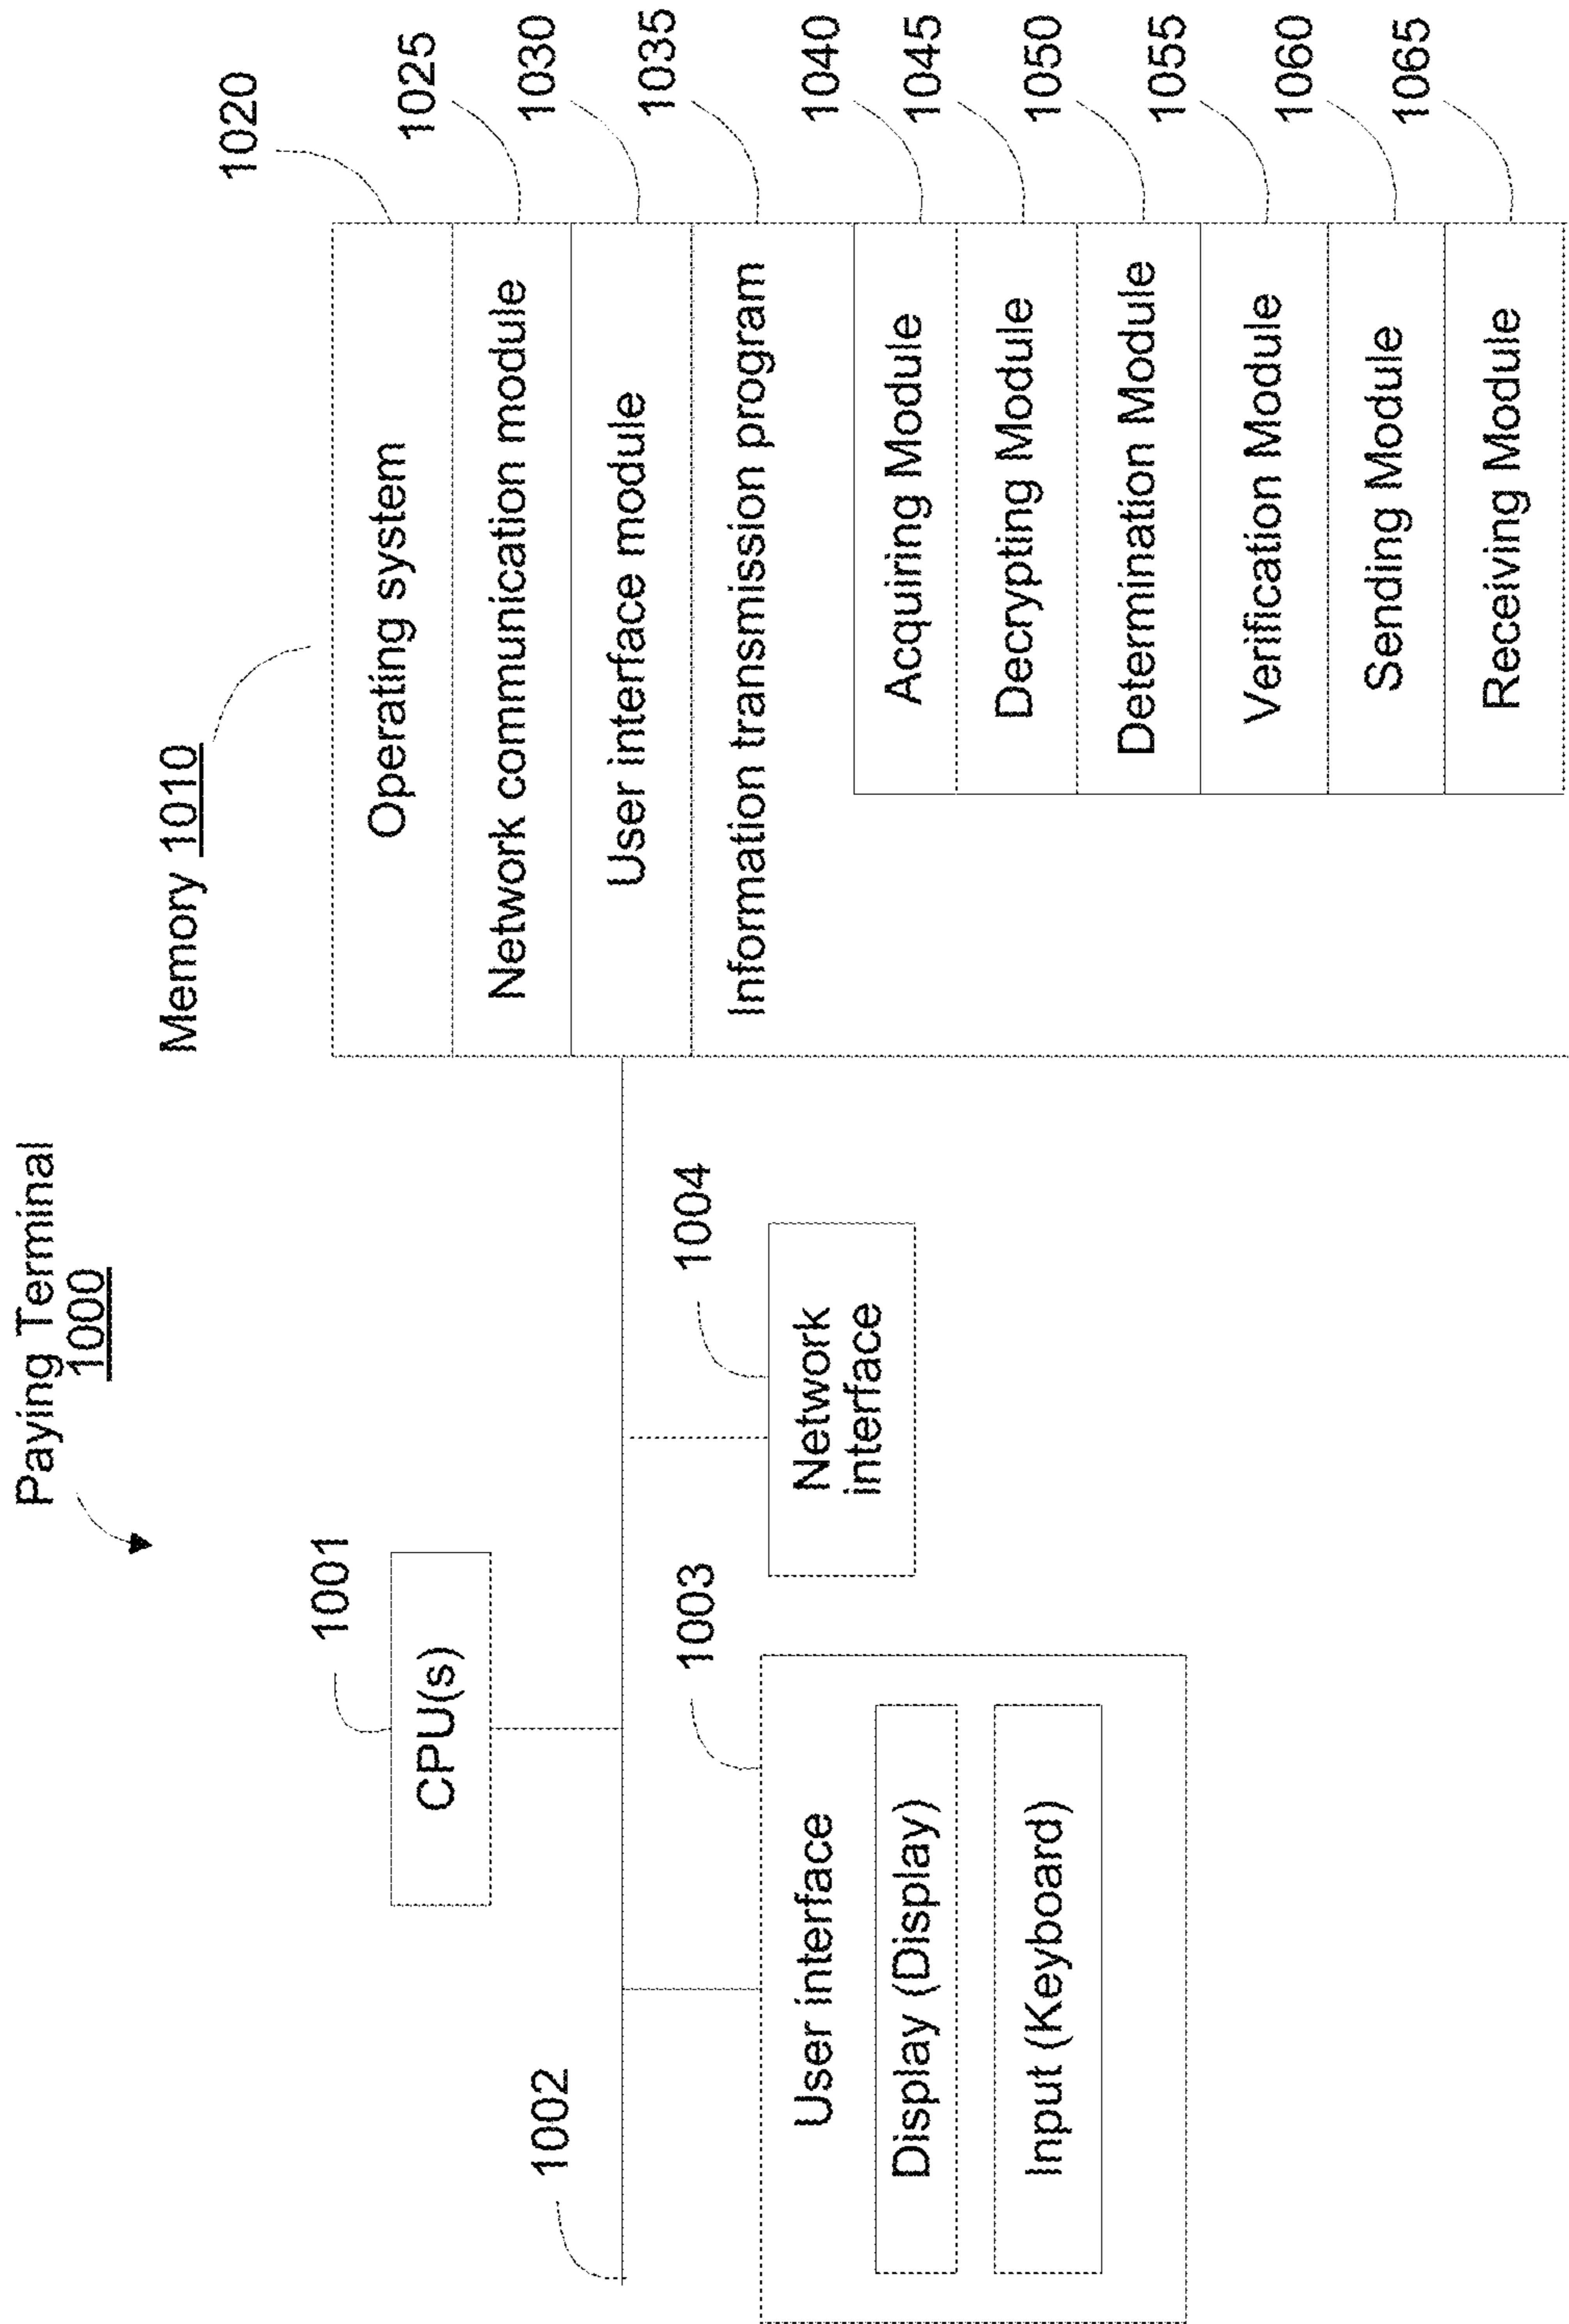 Paying Terminal
1000
Memory 1010
1020
Operating system
1025
Network communication module
1030
User interface module
1035
Information transmission program
1040
Acquiring Module
1045
Decrypting Module
1050
Determination Module
1055
Verification Module
1060
Sending Module
1065
Receiving Module
1001
CPU(s)
1002
1003
User interface
Display (Display)
Input (Keyboard)
1004
Network
interface